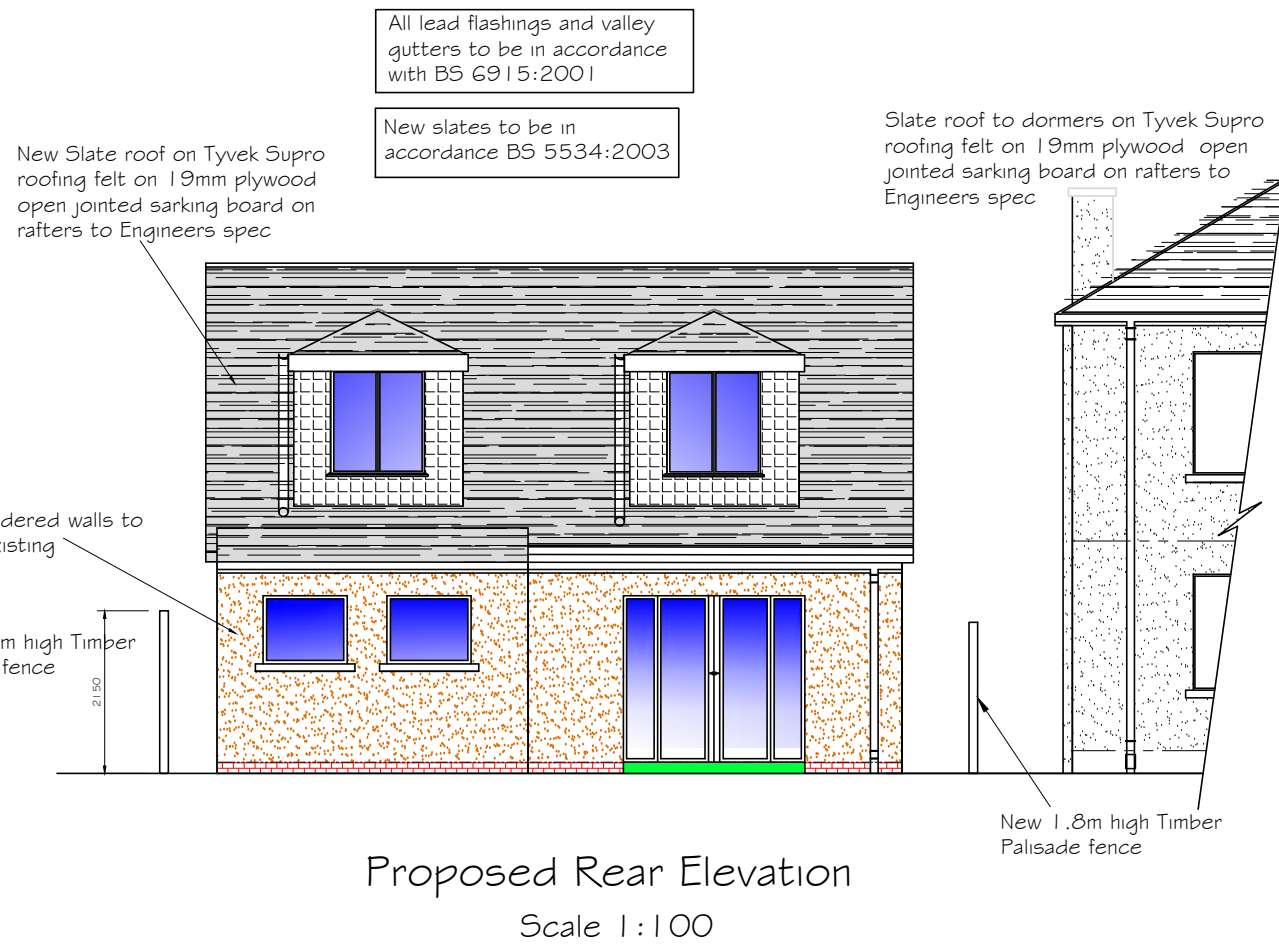 All lead flashings and valley
gutters to be in accordance
with BS 6915:2001
New slates to be in
accordance BS 5534:2003
New Slate roof on Tyvek Supro
roofing felt on 19mm plywood
open jointed sarking board on
rafters to Engineers spec
Slate roof to dormers on Tyvek Supro
roofing felt on 19mm plywood open
jointed sarking board on rafters to
Engineers spec
dered walls to
isting
m high Timber
fence
2150
New 1.8m high Timber
Palisade fence
Proposed Rear Elevation
Scale 1:100